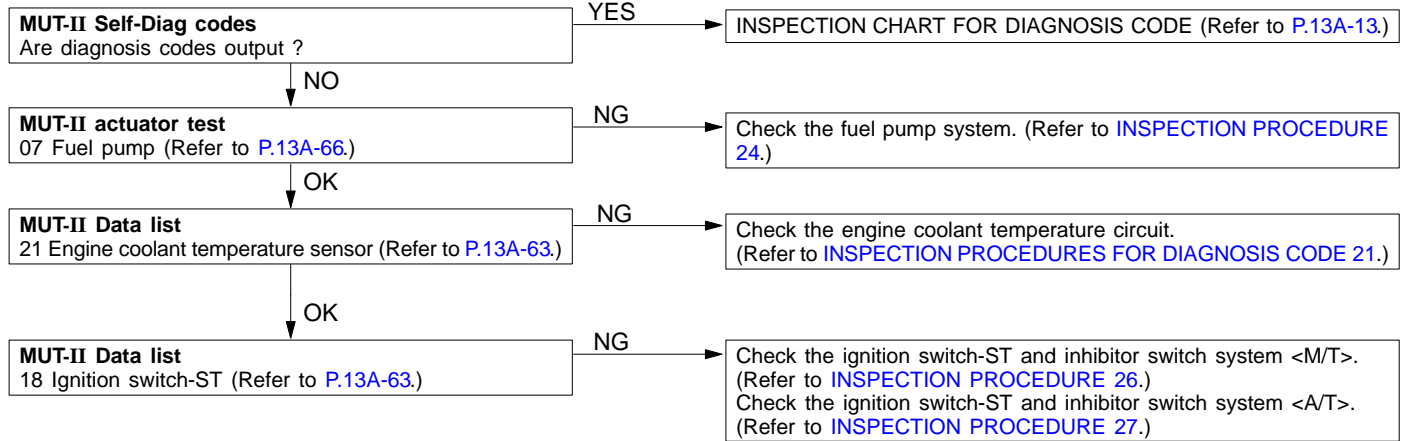 MUT-II Self-Diag codes
Are diagnosis codes output ?
YES
INSPECTION CHART FOR DIAGNOSIS CODE (Refer to P.13A-13.)
NO
MUT-II actuator test
07 Fuel pump (Refer to P.13A-66.)
NG
Check the fuel pump system. (Refer to INSPECTION PROCEDURE
24.)
OK
MUT-II Data list
21 Engine coolant temperature sensor (Refer to P.13A-63.)
NG
Check the engine coolant temperature circuit.
(Refer to INSPECTION PROCEDURES FOR DIAGNOSIS CODE 21.)
OK
MUT-II Data list
18 Ignition switch-ST (Refer to P.13A-63.)
NG
Check the ignition switch-ST and inhibitor switch system <M/T>.
(Refer to INSPECTION PROCEDURE 26.)
Check the ignition switch-ST and inhibitor switch system <A/T>.
(Refer to INSPECTION PROCEDURE 27.)